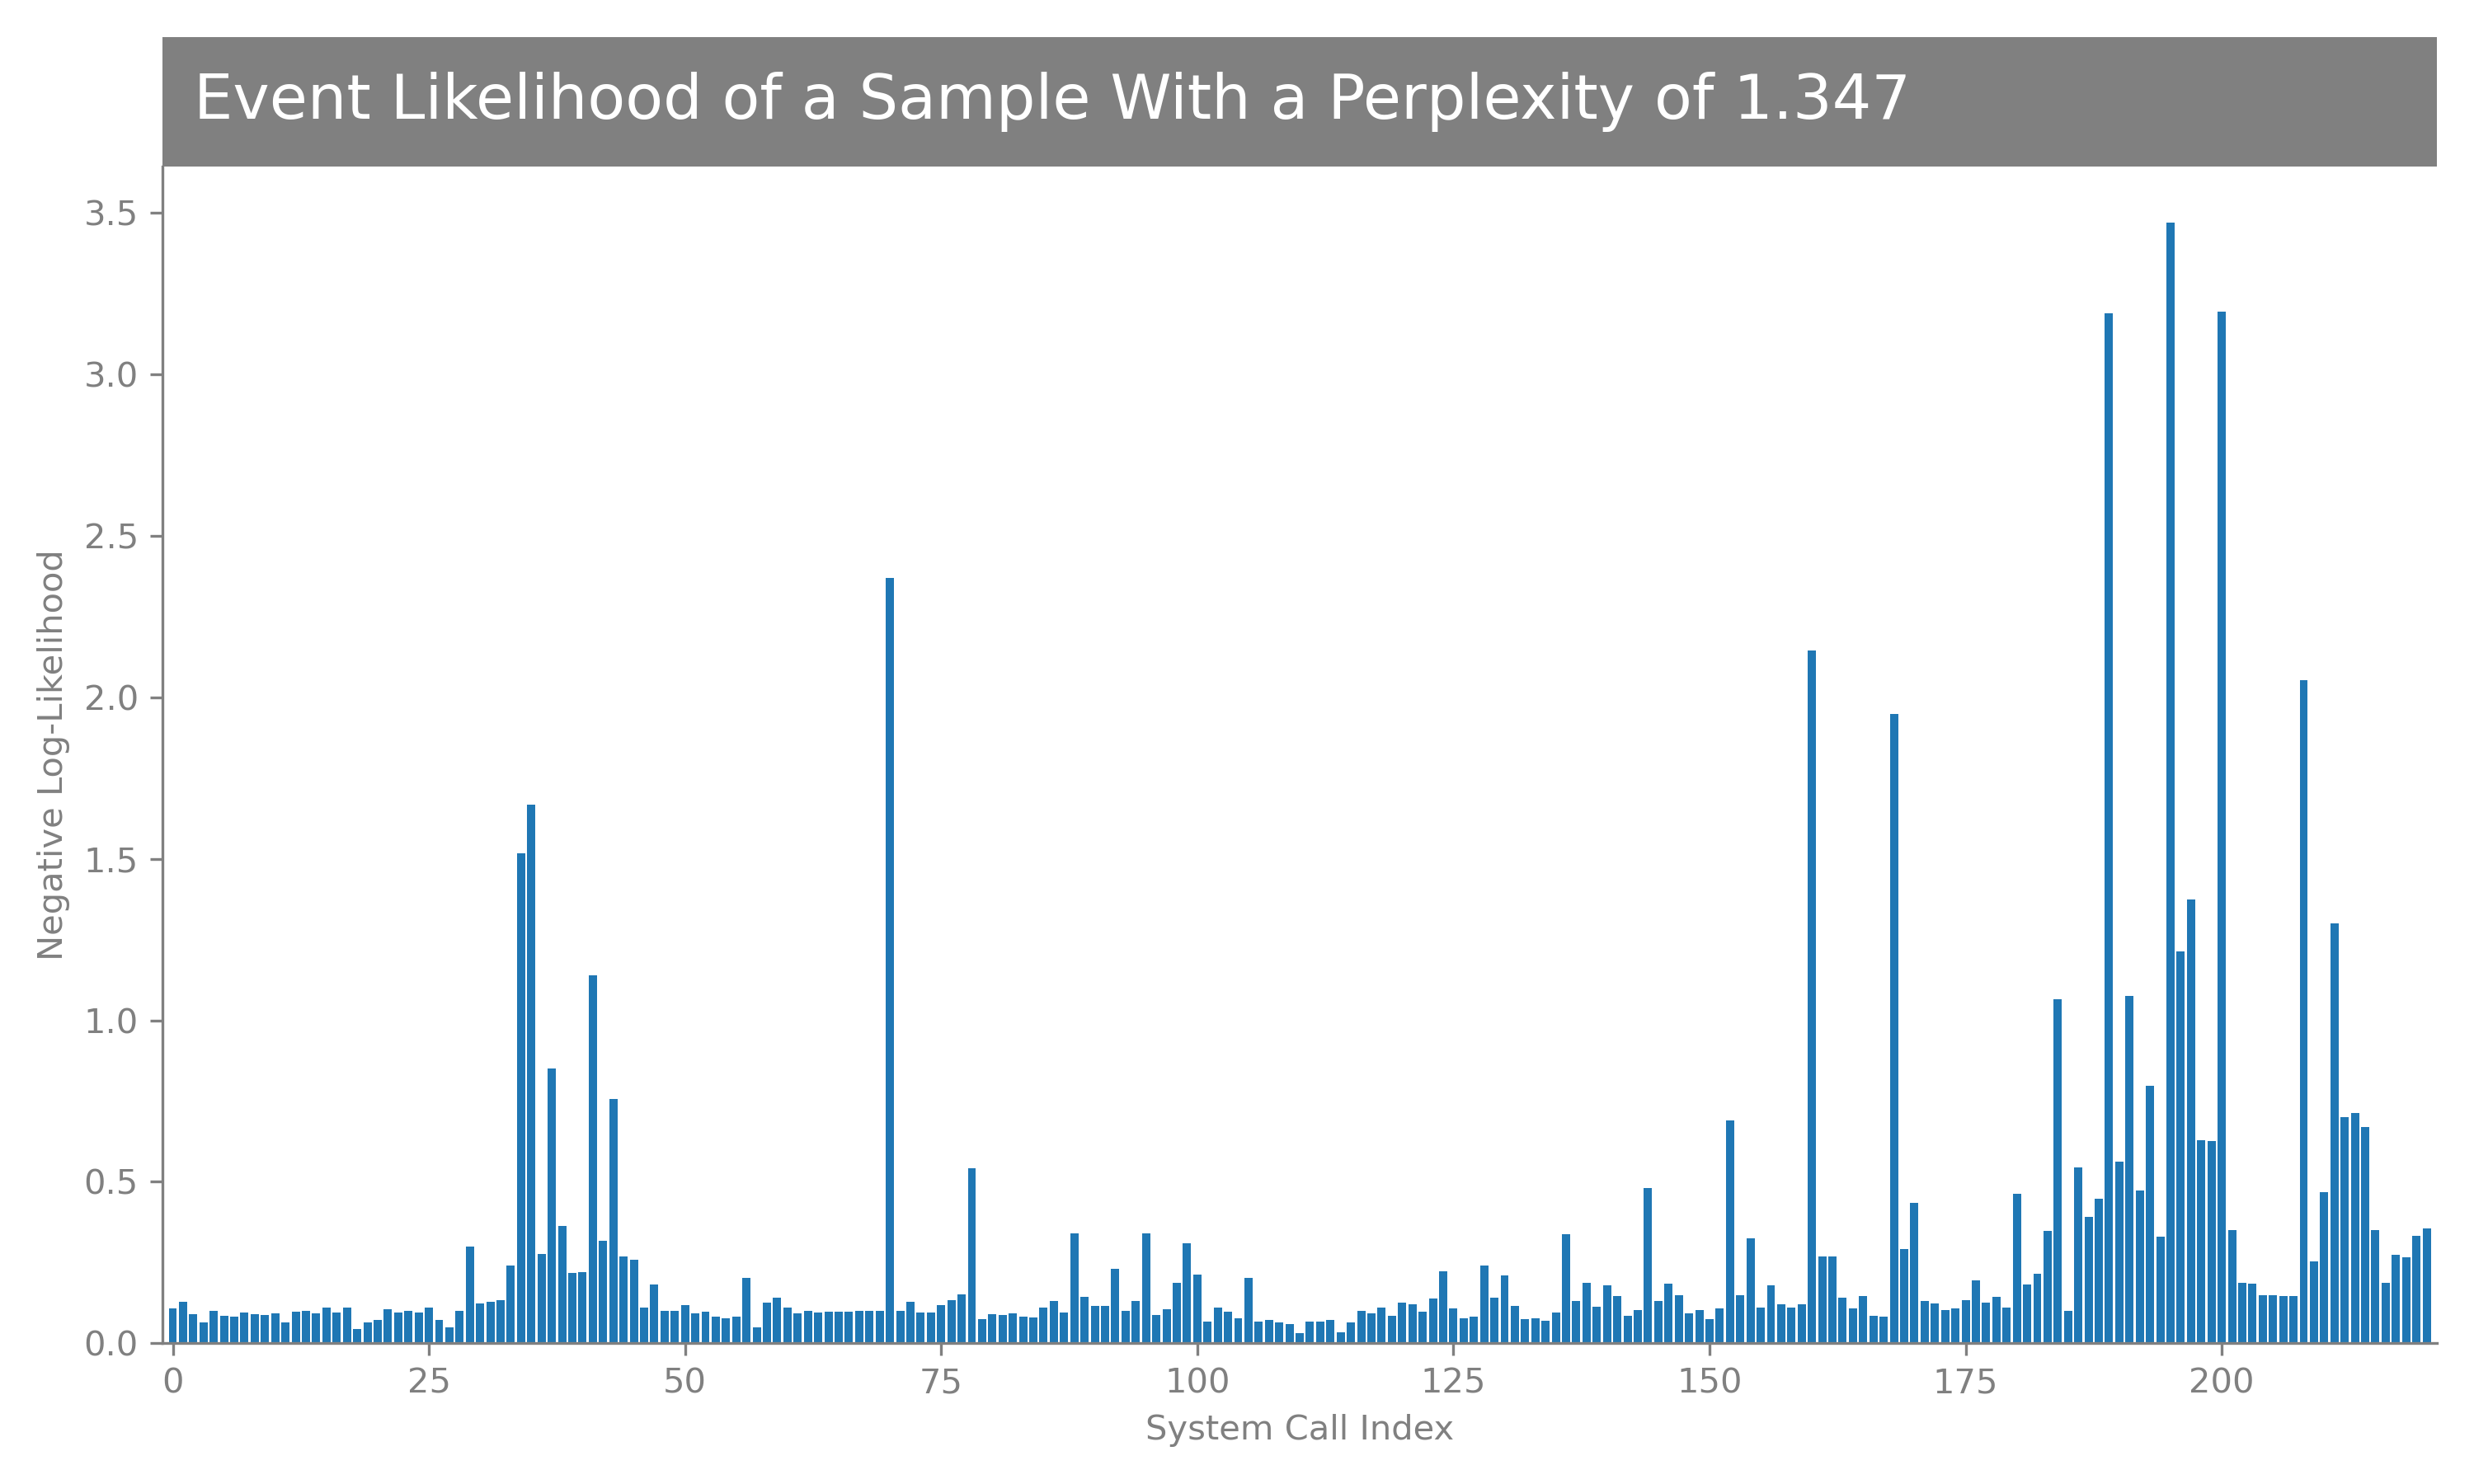 Event Likelihood of a Sample With a Perplexity of 1.347
3.5
3.0
2.5
2.0
1.5
1.0
0.5
0.0
Negative Log-Likelihood
0 25 50 75 100 125 150 175 200
System Call Index